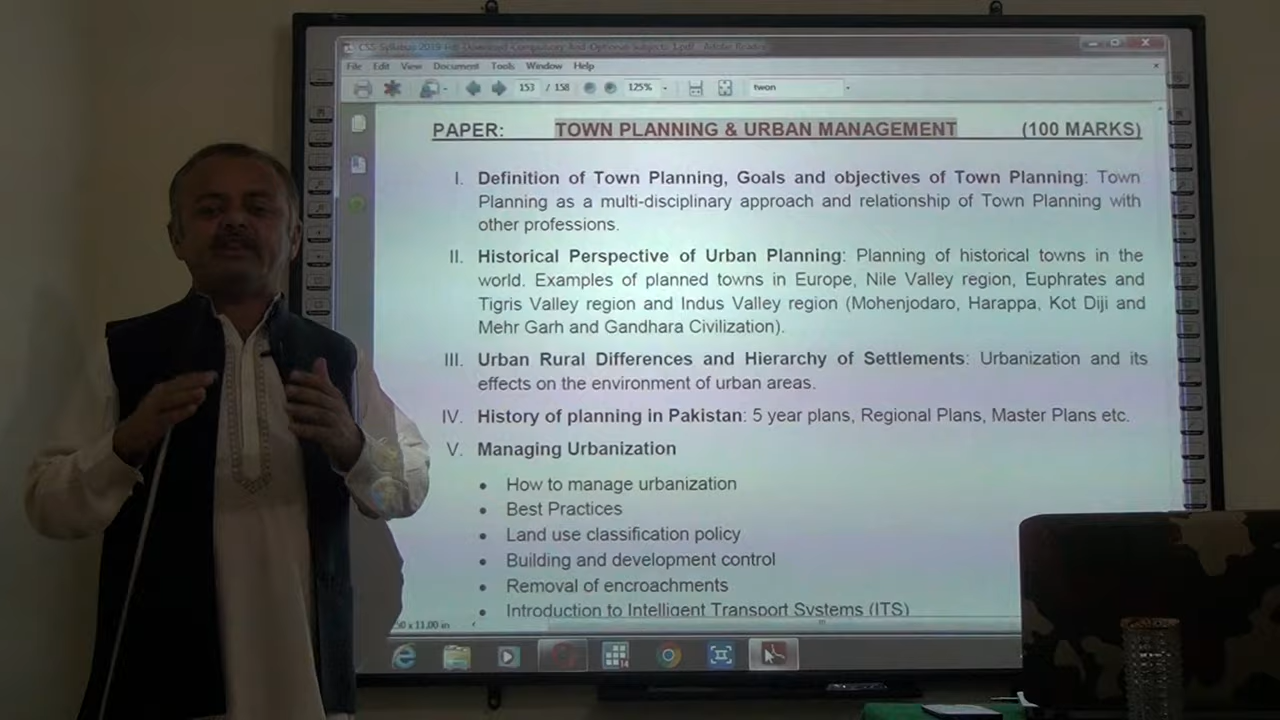 CSS Syllabus 2019 Fdf Download Compulsory And Optional Subjects 1.pdf - Adobe Reader
File Edit View Document Tools Window Help
153 / 158 125% twon
PAPER: TOWN PLANNING & URBAN MANAGEMENT (100 MARKS)
I. Definition of Town Planning, Goals and objectives of Town Planning: Town
Planning as a multi-disciplinary approach and relationship of Town Planning with
other professions.
II. Historical Perspective of Urban Planning: Planning of historical towns in the
world. Examples of planned towns in Europe, Nile Valley region, Euphrates and
Tigris Valley region and Indus Valley region (Mohenjodaro, Harappa, Kot Diji and
Mehr Garh and Gandhara Civilization).
III. Urban Rural Differences and Hierarchy of Settlements: Urbanization and its
effects on the environment of urban areas.
IV. History of planning in Pakistan: 5 year plans, Regional Plans, Master Plans etc.
V. Managing Urbanization
• How to manage urbanization
• Best Practices
• Land use classification policy
• Building and development control
• Removal of encroachments
• Introduction to Intelligent Transport Systems (ITS)
50 x 11.00 in
14